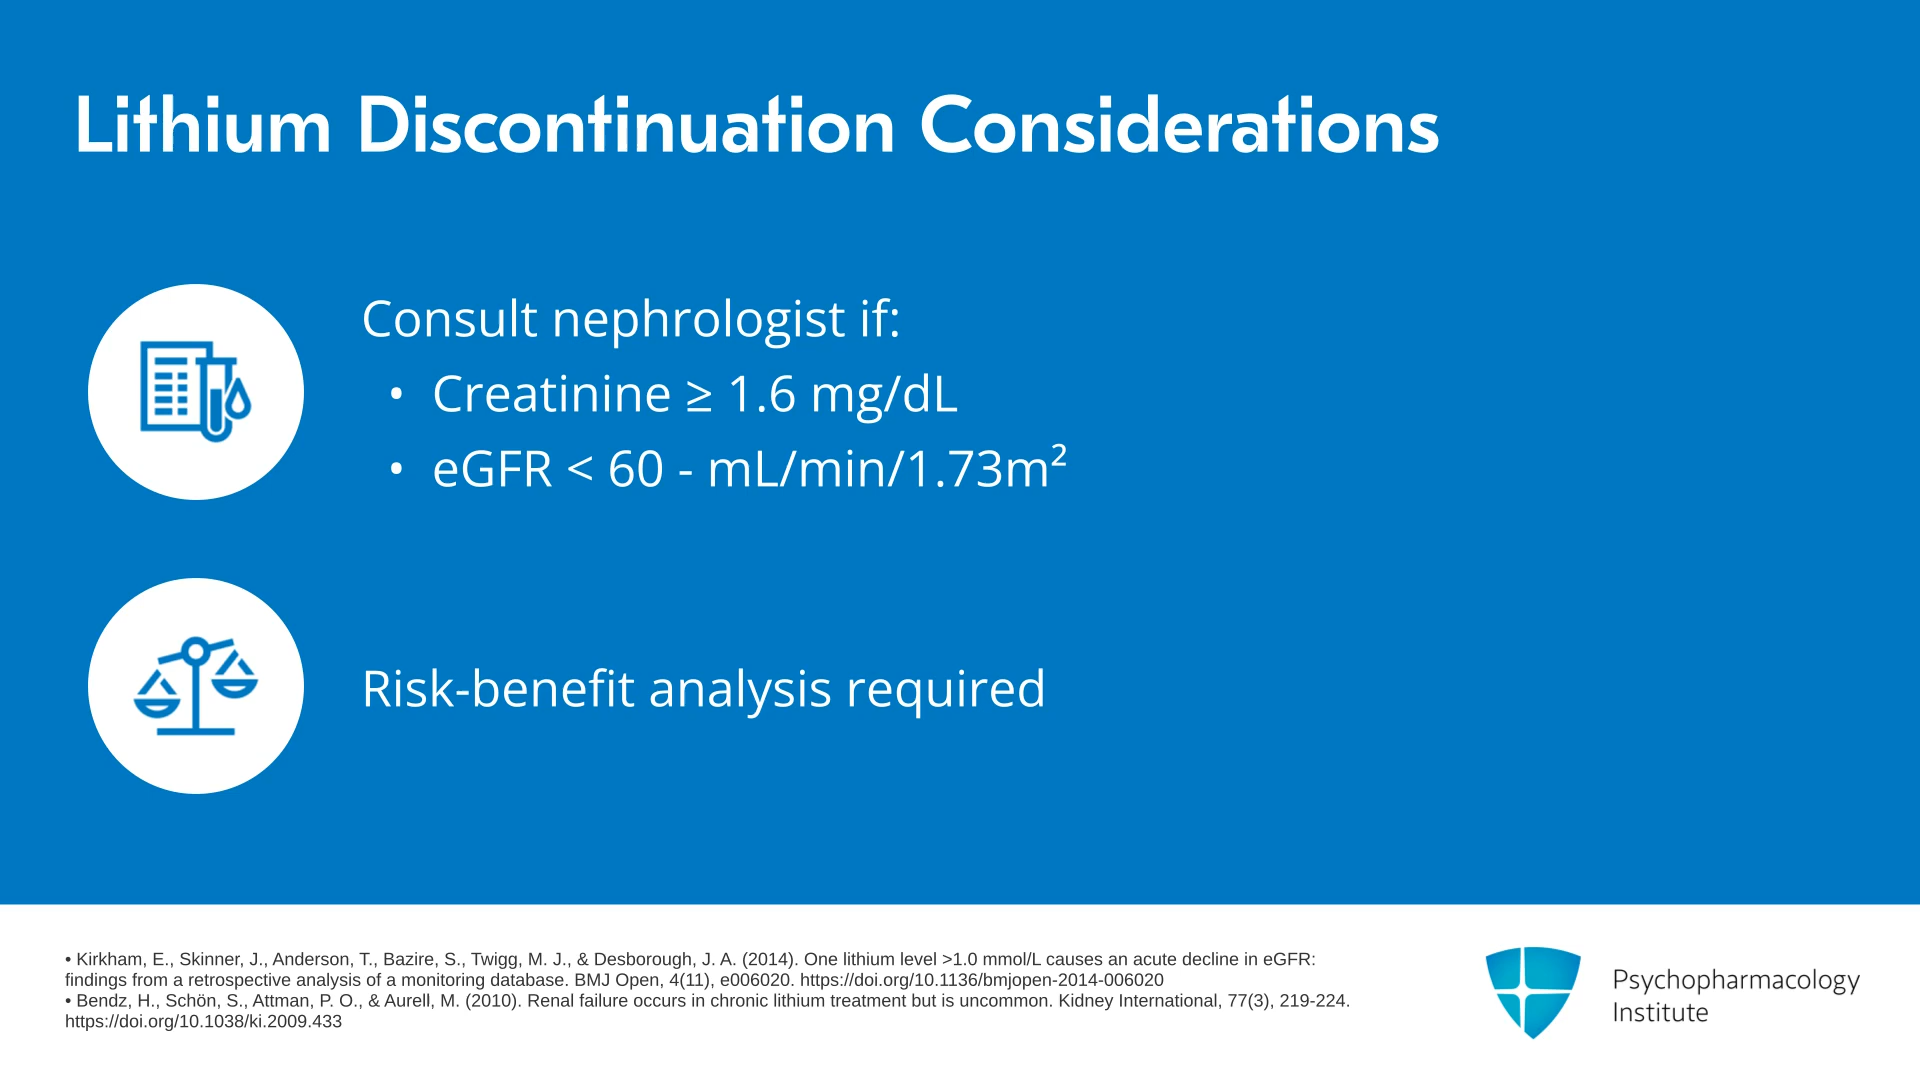 Lithium Discontinuation Considerations
Consult nephrologist if:
• Creatinine ≥ 1.6 mg/dL
• eGFR < 60 - mL/min/1.73m²
Risk-benefit analysis required
• Kirkham, E., Skinner, J., Anderson, T., Bazire, S., Twigg, M. J., & Desborough, J. A. (2014). One lithium level >1.0 mmol/L causes an acute decline in eGFR:
findings from a retrospective analysis of a monitoring database. BMJ Open, 4(11), e006020. https://doi.org/10.1136/bmjopen-2014-006020
• Bendz, H., Schön, S., Attman, P. O., & Aurell, M. (2010). Renal failure occurs in chronic lithium treatment but is uncommon. Kidney International, 77(3), 219-224.
https://doi.org/10.1038/ki.2009.433
Psychopharmacology
Institute